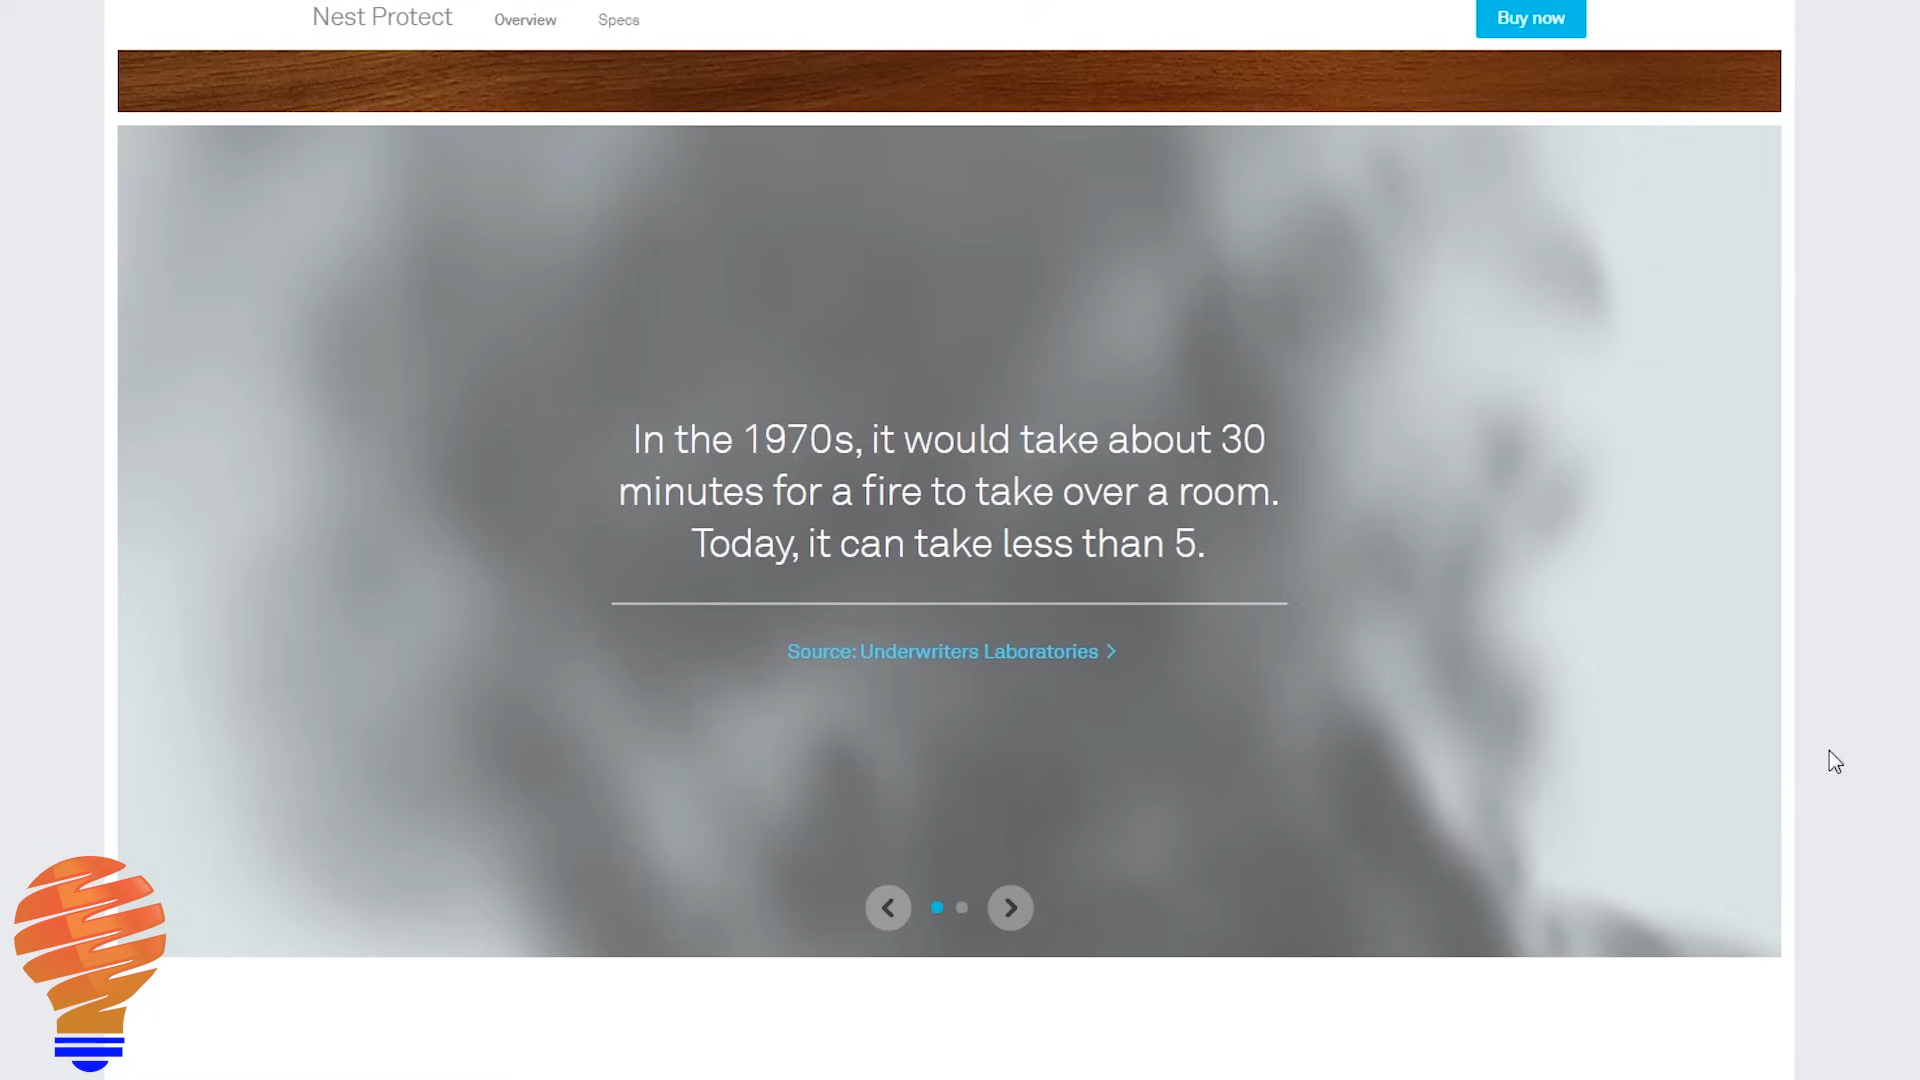 Nest Protect
Overview
Specs
Buy now
In the 1970s, it would take about 30
minutes for a fire to take over a room.
Today, it can take less than 5.
Source: Underwriters Laboratories >